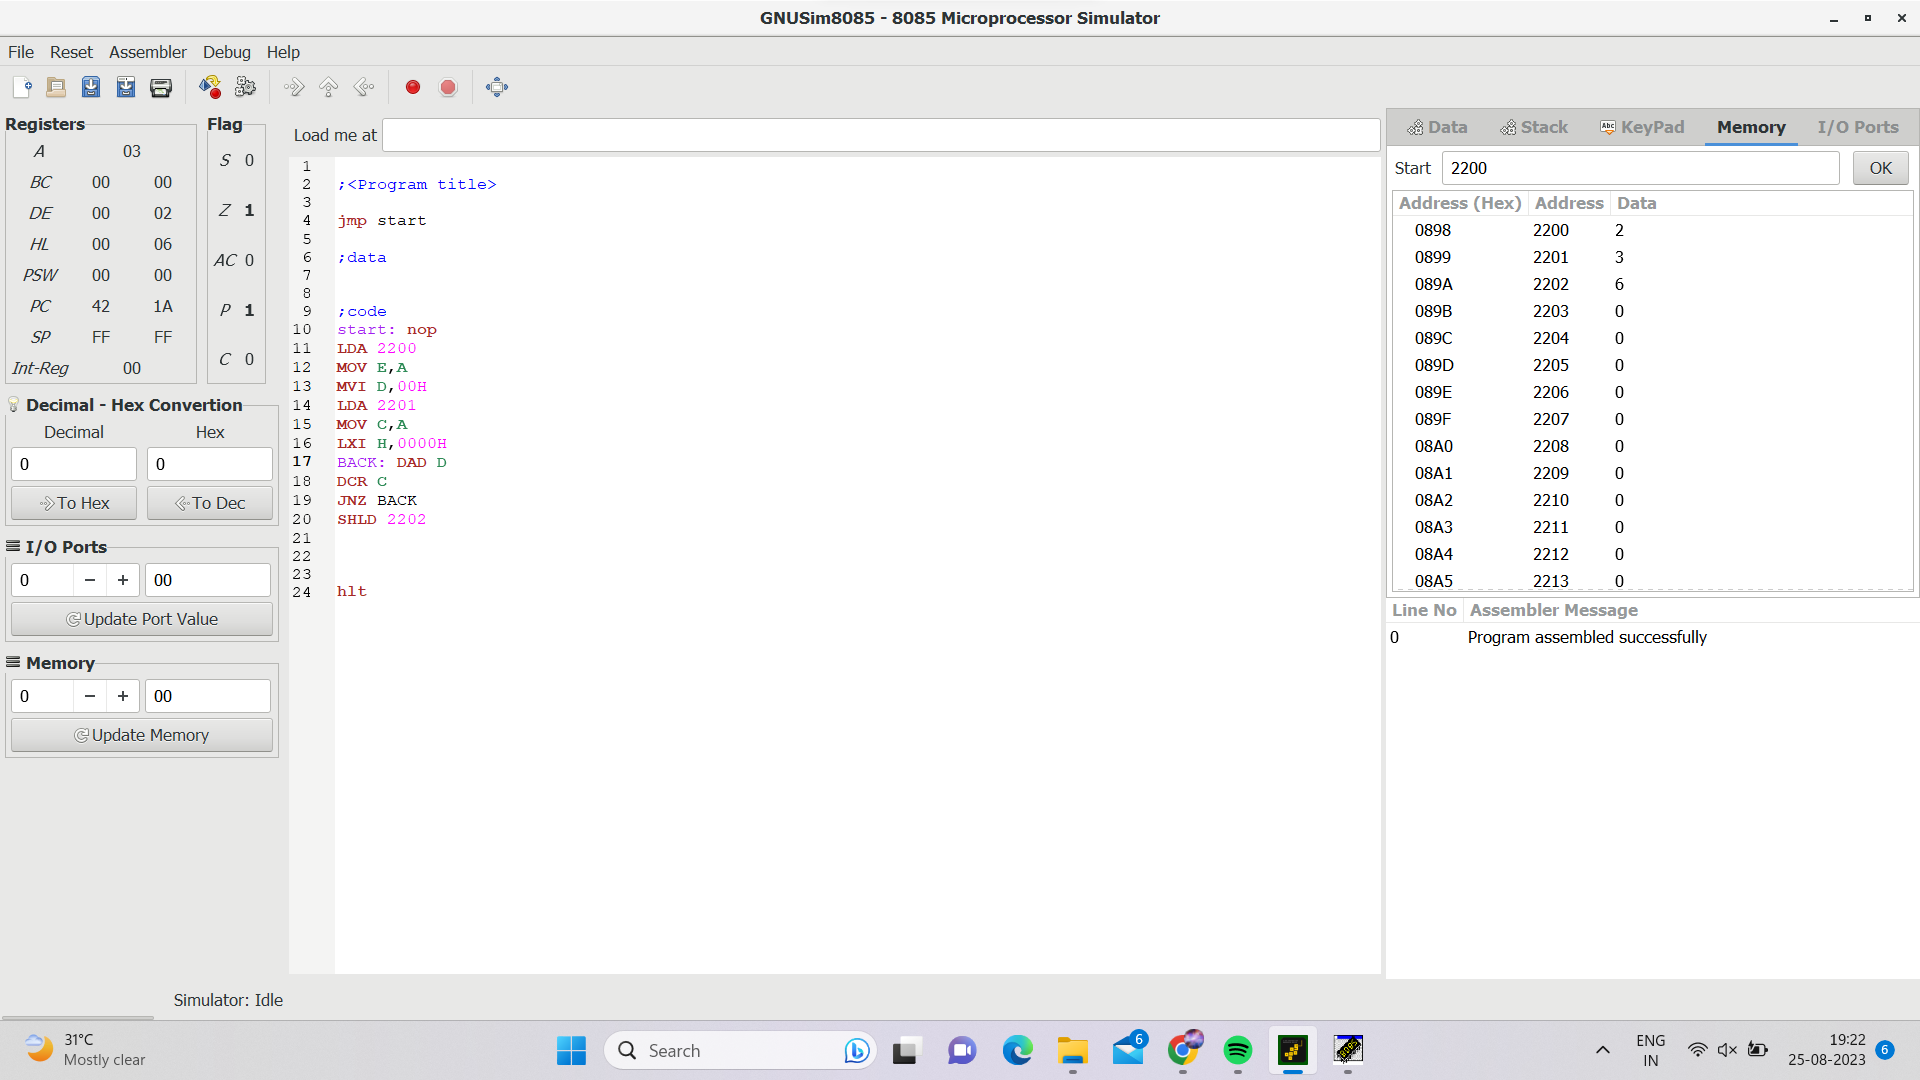 GNUSim8085 - 8085 Microprocessor Simulator
File Reset Assembler Debug Help
Registers
A 03
BC 00 00
DE 00 02
HL 00 06
PSW 00 00
PC 42 1A
SP FF FF
Int-Reg 00
Flag
S 0
Z 1
AC 0
P 1
C 0
Decimal - Hex Convertion
Decimal Hex
0 0
To Hex To Dec
I/O Ports
0 − + 00
Update Port Value
Memory
0 − + 00
Update Memory
Load me at
1
2 ;<Program title>
3
4 jmp start
5
6 ;data
7
8
9 ;code
10 start: nop
11 LDA 2200
12 MOV E,A
13 MVI D,00H
14 LDA 2201
15 MOV C,A
16 LXI H,0000H
17 BACK: DAD D
18 DCR C
19 JNZ BACK
20 SHLD 2202
21
22
23
24 hlt
Data Stack Abc KeyPad Memory I/O Ports
Start 2200 OK
Address (Hex) Address Data
0898 2200 2
0899 2201 3
089A 2202 6
089B 2203 0
089C 2204 0
089D 2205 0
089E 2206 0
089F 2207 0
08A0 2208 0
08A1 2209 0
08A2 2210 0
08A3 2211 0
08A4 2212 0
08A5 2213 0
Line No Assembler Message
0 Program assembled successfully
Simulator: Idle
31°C
Mostly clear
Search
6
ENG
IN
19:22
25-08-2023
6